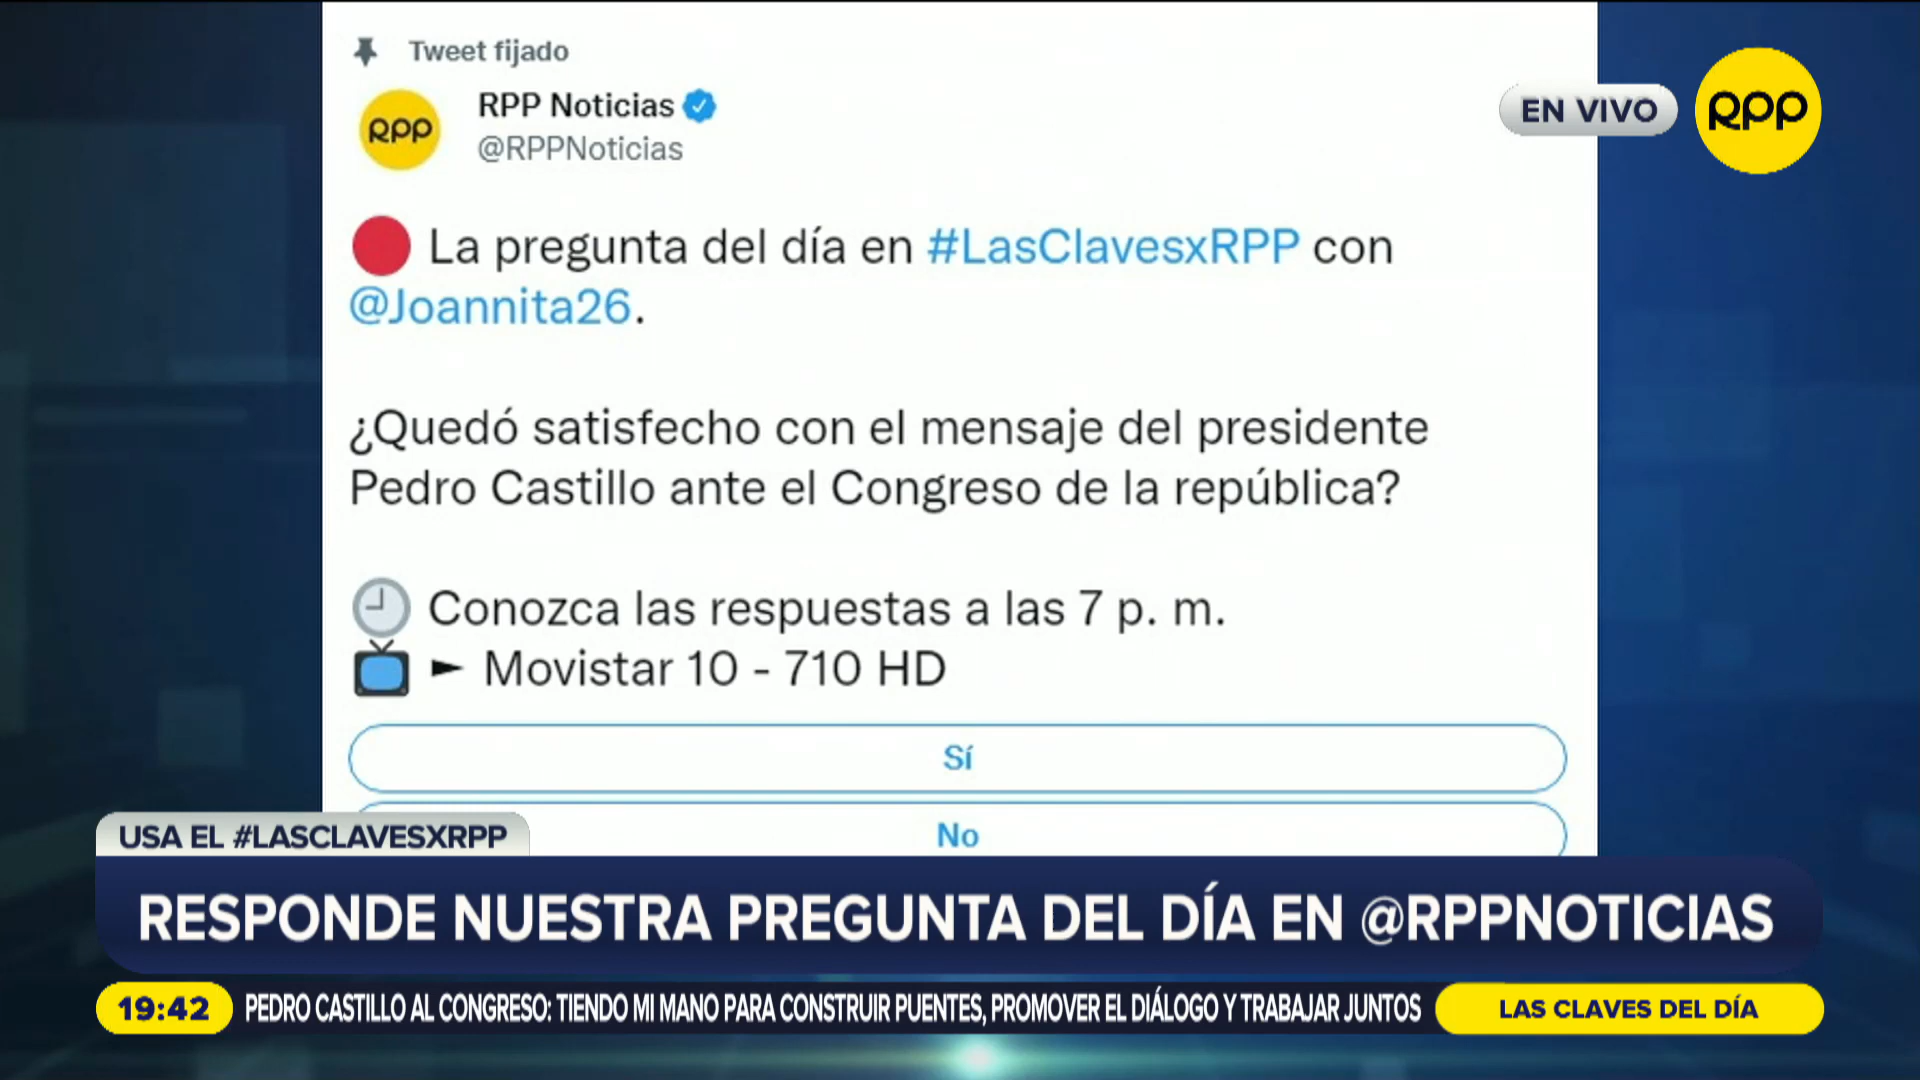 Tweet fijado
RPP
RPP Noticias
@RPPNoticias
EN VIVO
RPP
La pregunta del día en #LasClavesxRPP con
@Joannita26.
¿Quedó satisfecho con el mensaje del presidente
Pedro Castillo ante el Congreso de la república?
Conozca las respuestas a las 7 p. m.
► Movistar 10 - 710 HD
Sí
No
USA EL #LASCLAVESXRPP
RESPONDE NUESTRA PREGUNTA DEL DÍA EN @RPPNOTICIAS
19:42
PEDRO CASTILLO AL CONGRESO: TIENDO MI MANO PARA CONSTRUIR PUENTES, PROMOVER EL DIÁLOGO Y TRABAJAR JUNTOS
LAS CLAVES DEL DÍA